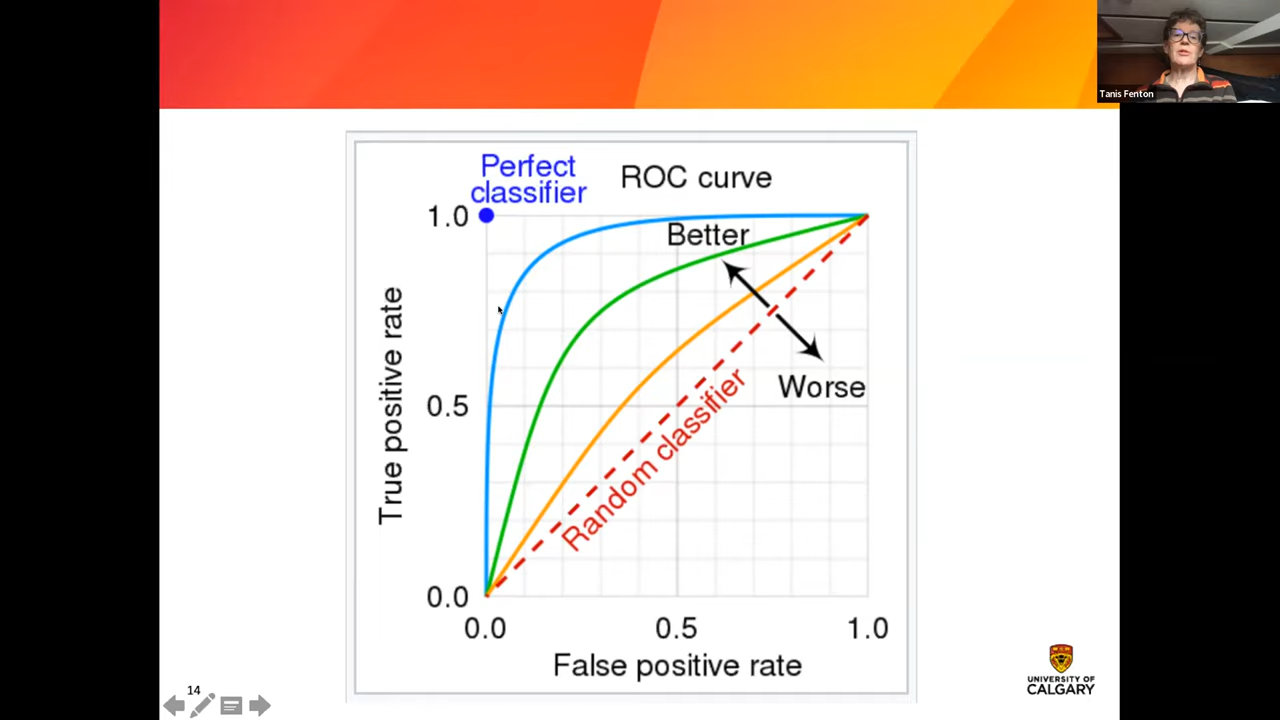 Tanis Fenton
Perfect
classifier
ROC curve
1.0
Better
True positive rate
0.5
Worse
Random classifier
0.0
0.0
0.5
1.0
False positive rate
14
UNIVERSITY OF
CALGARY